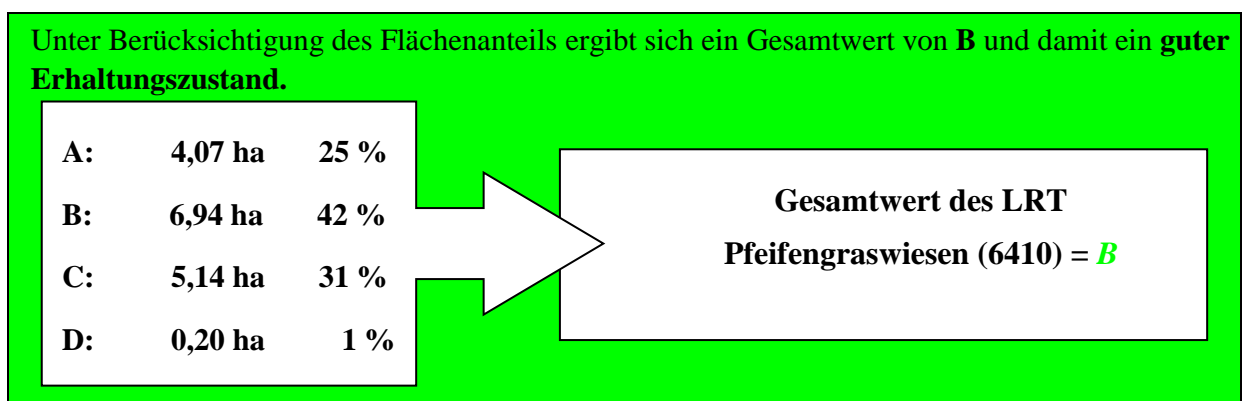 Unter Berücksichtigung des Flächenanteils ergibt sich ein Gesamtwert von B und damit ein guter
Erhaltungszustand.
A: 4,07 ha 25 %
B: 6,94 ha 42 %
C: 5,14 ha 31 %
D: 0,20 ha 1 %
Gesamtwert des LRT
Pfeifengraswiesen (6410) = B